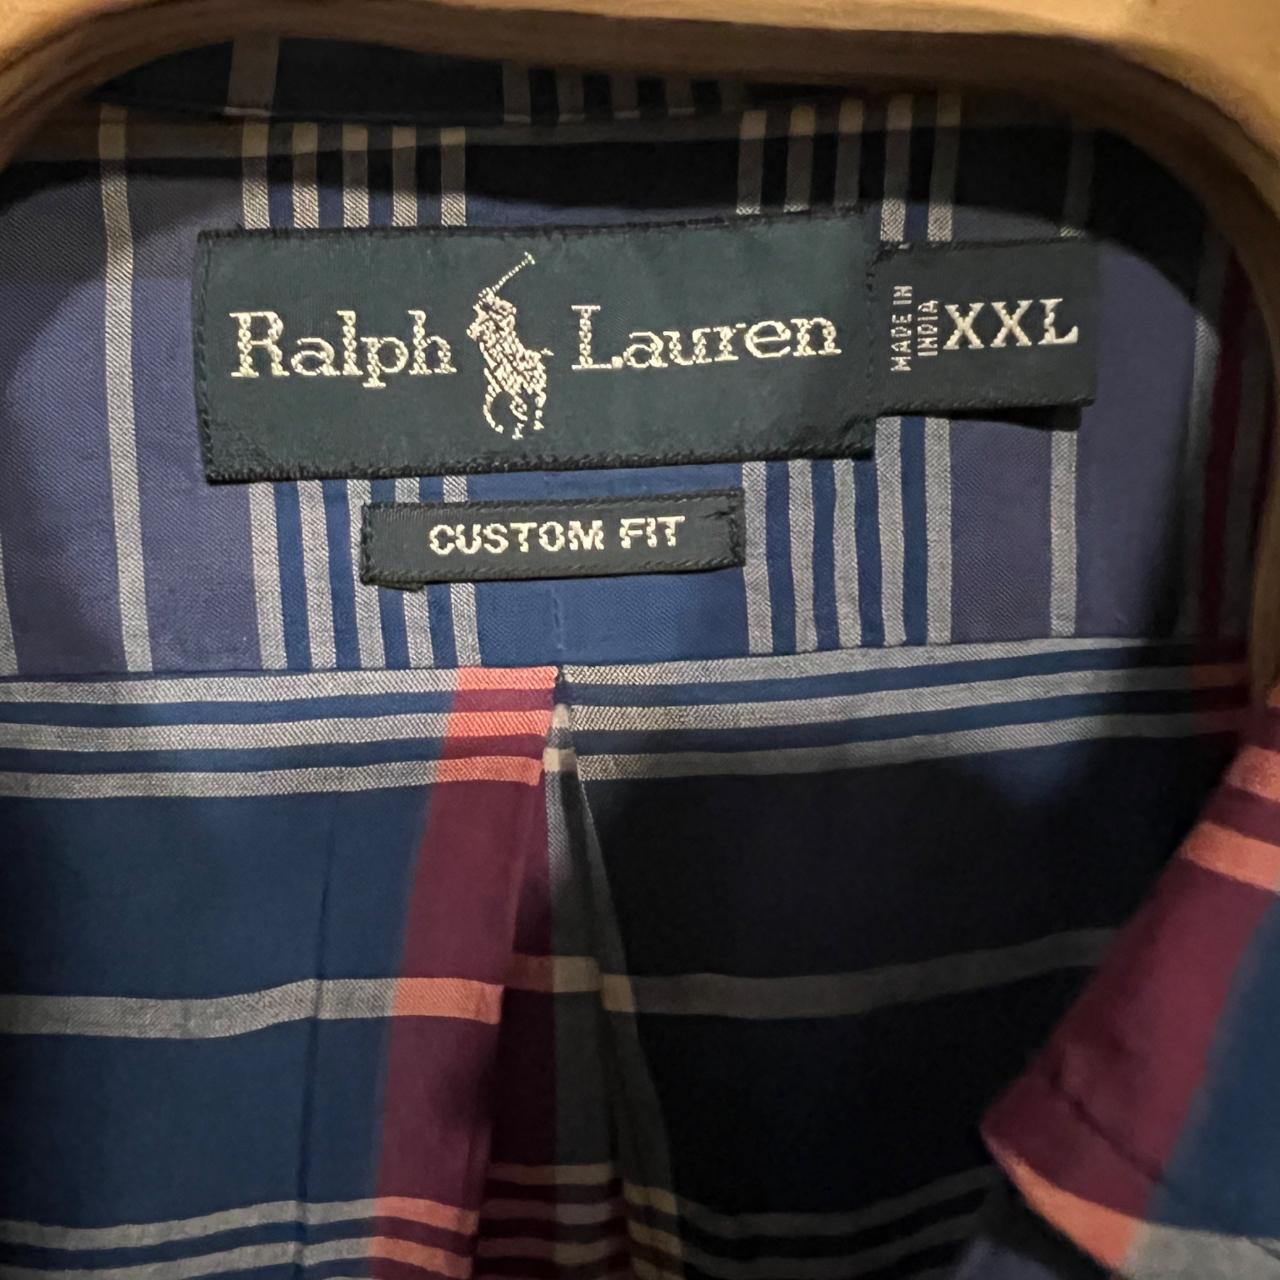 Ralph Lauren
MADE IN
INDIA
XXL
CUSTOM FIT